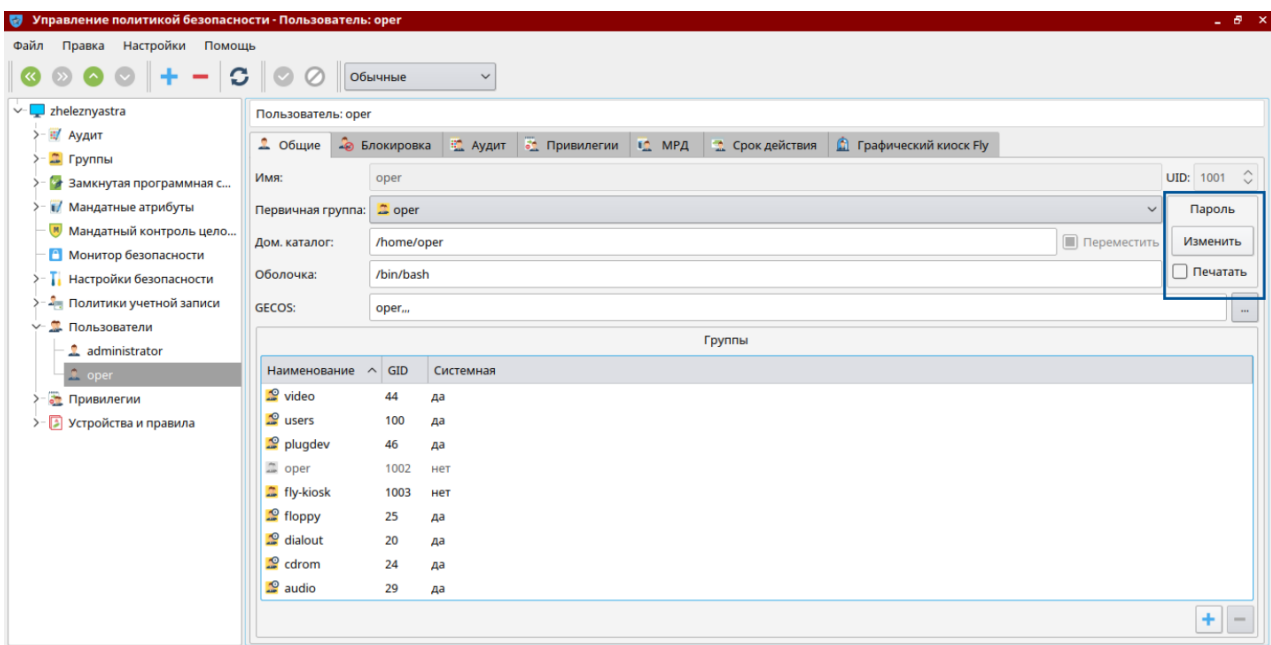 Управление политикой безопасности - Пользователь: oper
Файл Правка Настройки Помощь
Обычные
zheleznyastra
Аудит
Группы
Замкнутая программная с...
Мандатные атрибуты
Мандатный контроль цело...
Монитор безопасности
Настройки безопасности
Политики учетной записи
Пользователи
administrator
oper
Привилегии
Устройства и правила
Пользователь: oper
Общие Блокировка Аудит Привилегии МРД Срок действия Графический киоск Fly
Имя: oper UID: 1001
Первичная группа: oper
Пароль
Дом. каталог: /home/oper Переместить
Изменить
Оболочка: /bin/bash
Печатать
GECOS: oper,,, ...
Группы
Наименование GID Системная
video 44 да
users 100 да
plugdev 46 да
oper 1002 нет
fly-kiosk 1003 нет
floppy 25 да
dialout 20 да
cdrom 24 да
audio 29 да